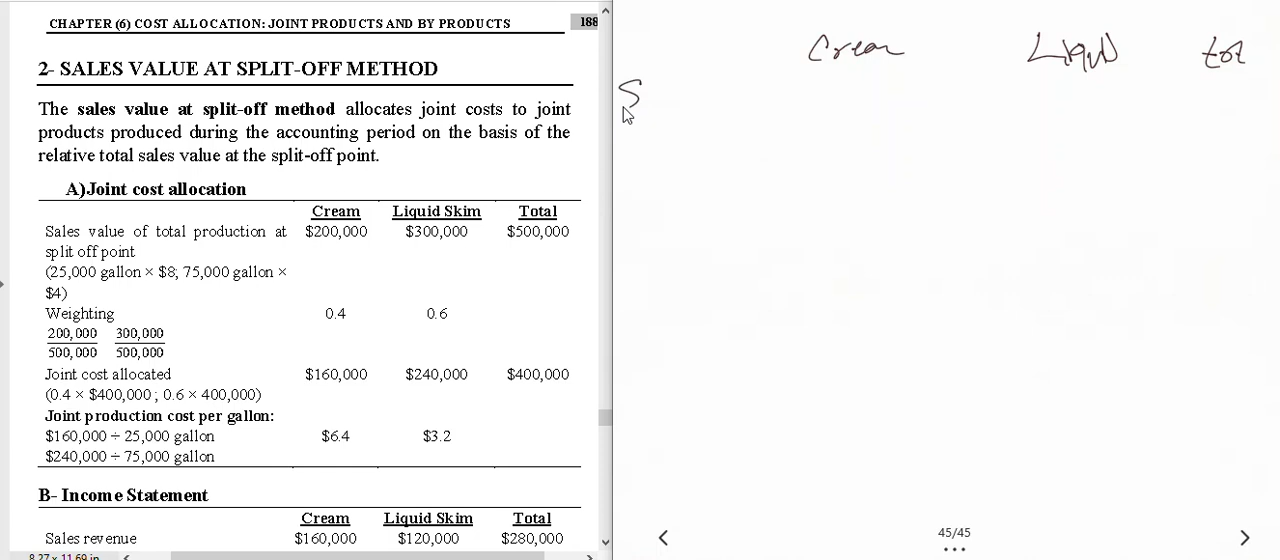 CHAPTER (6) COST ALLOCATION: JOINT PRODUCTS AND BY PRODUCTS 188
2- SALES VALUE AT SPLIT-OFF METHOD
The sales value at split-off method allocates joint costs to joint
products produced during the accounting period on the basis of the
relative total sales value at the split-off point.
A)Joint cost allocation
Cream Liquid Skim Total
Sales value of total production at $200,000 $300,000 $500,000
split off point
(25,000 gallon × $8; 75,000 gallon ×
$4)
Weighting 0.4 0.6
200,000 300,000
500,000 500,000
Joint cost allocated $160,000 $240,000 $400,000
(0.4 × $400,000 ; 0.6 × 400,000)
Joint production cost per gallon:
$160,000 ÷ 25,000 gallon $6.4 $3.2
$240,000 ÷ 75,000 gallon
B- Income Statement
Cream Liquid Skim Total
Sales revenue $160,000 $120,000 $280,000
8.27 x 11.69 in
Cream Liquid tot
S
45/45